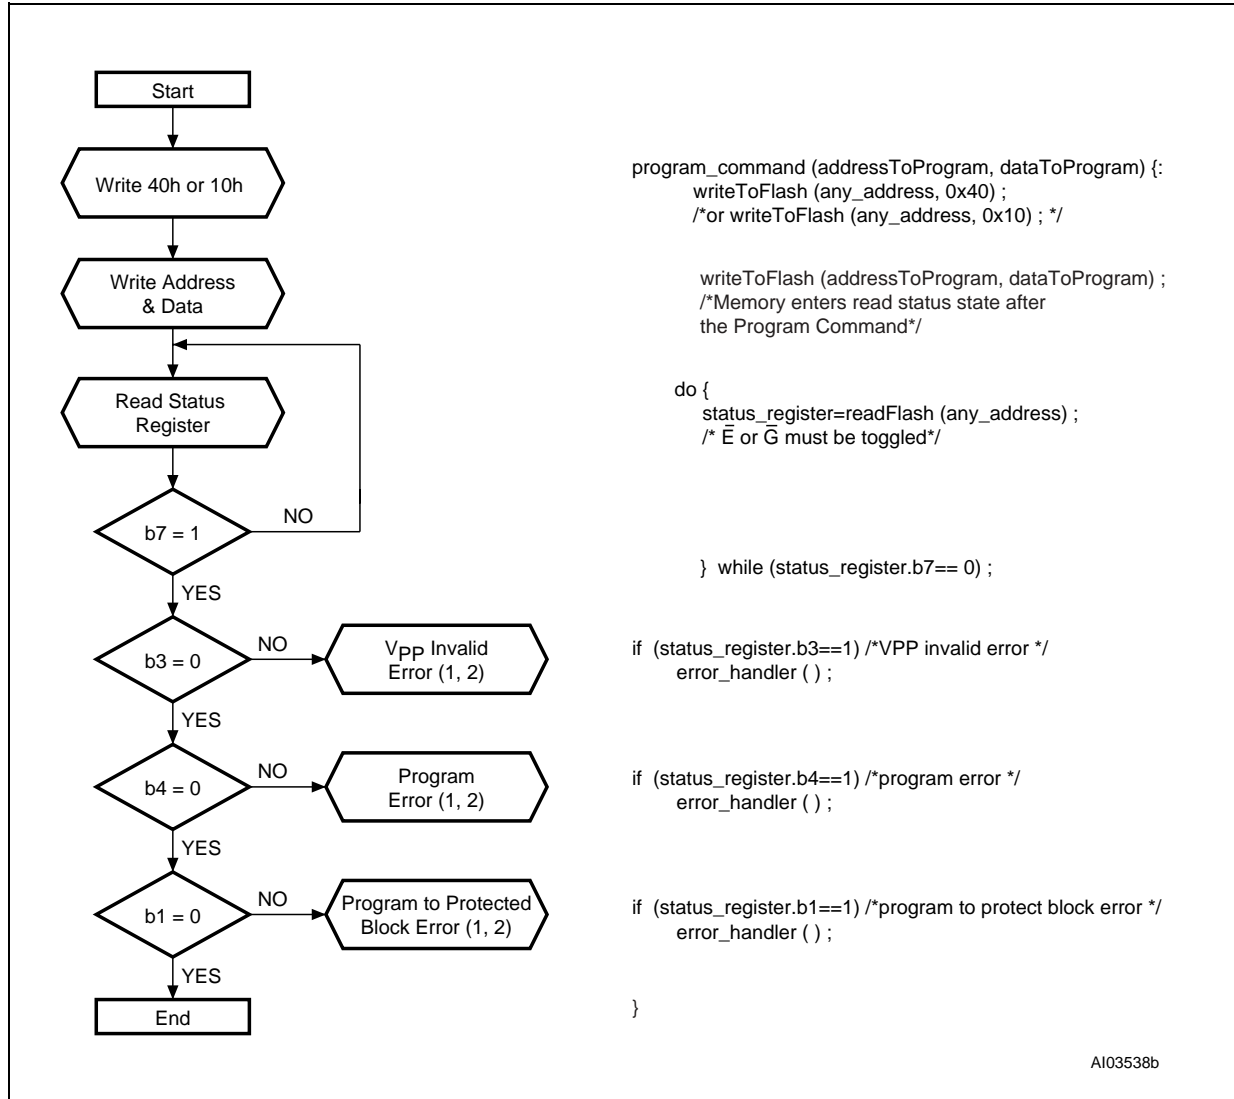 Start
Write 40h or 10h
Write Address
& Data
Read Status
Register
b7 = 1
NO
YES
b3 = 0
NO
VPP Invalid
Error (1, 2)
YES
b4 = 0
NO
Program
Error (1, 2)
YES
b1 = 0
NO
Program to Protected
Block Error (1, 2)
YES
End
program_command (addressToProgram, dataToProgram) {:
writeToFlash (any_address, 0x40) ;
/*or writeToFlash (any_address, 0x10) ; */
writeToFlash (addressToProgram, dataToProgram) ;
/*Memory enters read status state after
the Program Command*/
do {
status_register=readFlash (any_address) ;
/* E̅ or G̅ must be toggled*/
} while (status_register.b7== 0) ;
if (status_register.b3==1) /*VPP invalid error */
error_handler ( ) ;
if (status_register.b4==1) /*program error */
error_handler ( ) ;
if (status_register.b1==1) /*program to protect block error */
error_handler ( ) ;
}
AI03538b